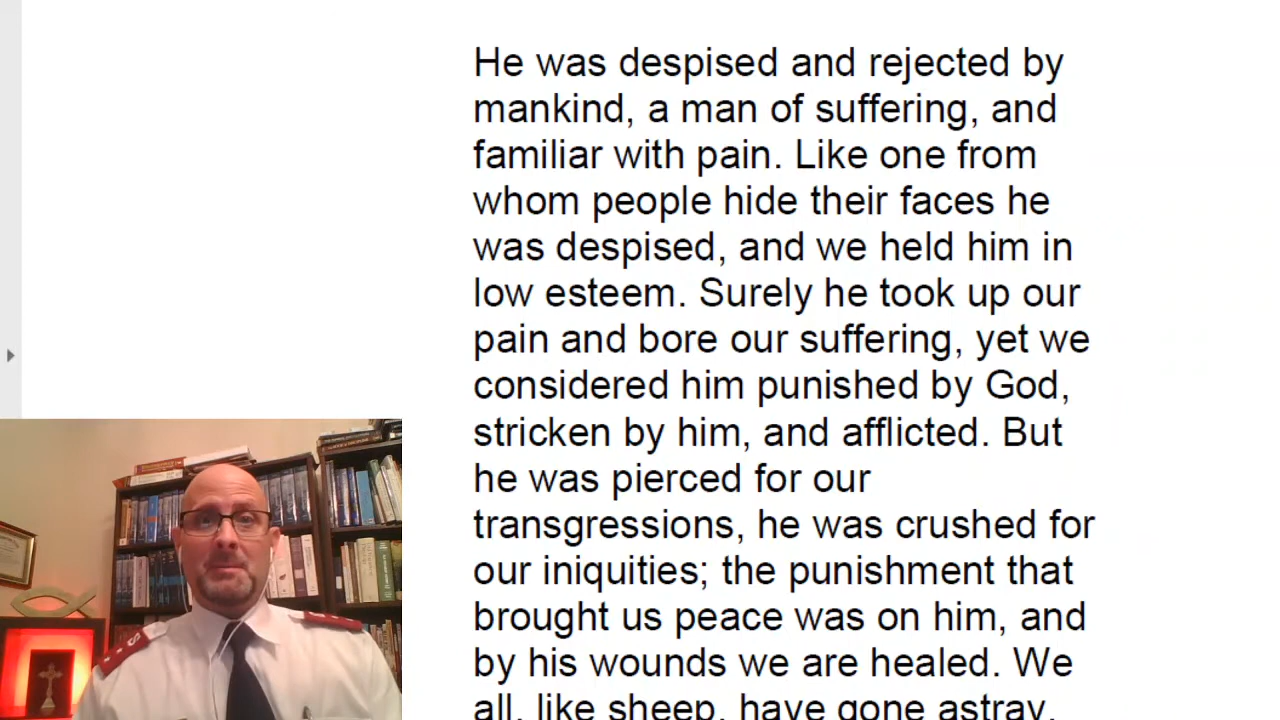 He was despised and rejected by
mankind, a man of suffering, and
familiar with pain. Like one from
whom people hide their faces he
was despised, and we held him in
low esteem. Surely he took up our
pain and bore our suffering, yet we
considered him punished by God,
stricken by him, and afflicted. But
he was pierced for our
transgressions, he was crushed for
our iniquities; the punishment that
brought us peace was on him, and
by his wounds we are healed. We
all, like sheep, have gone astray,